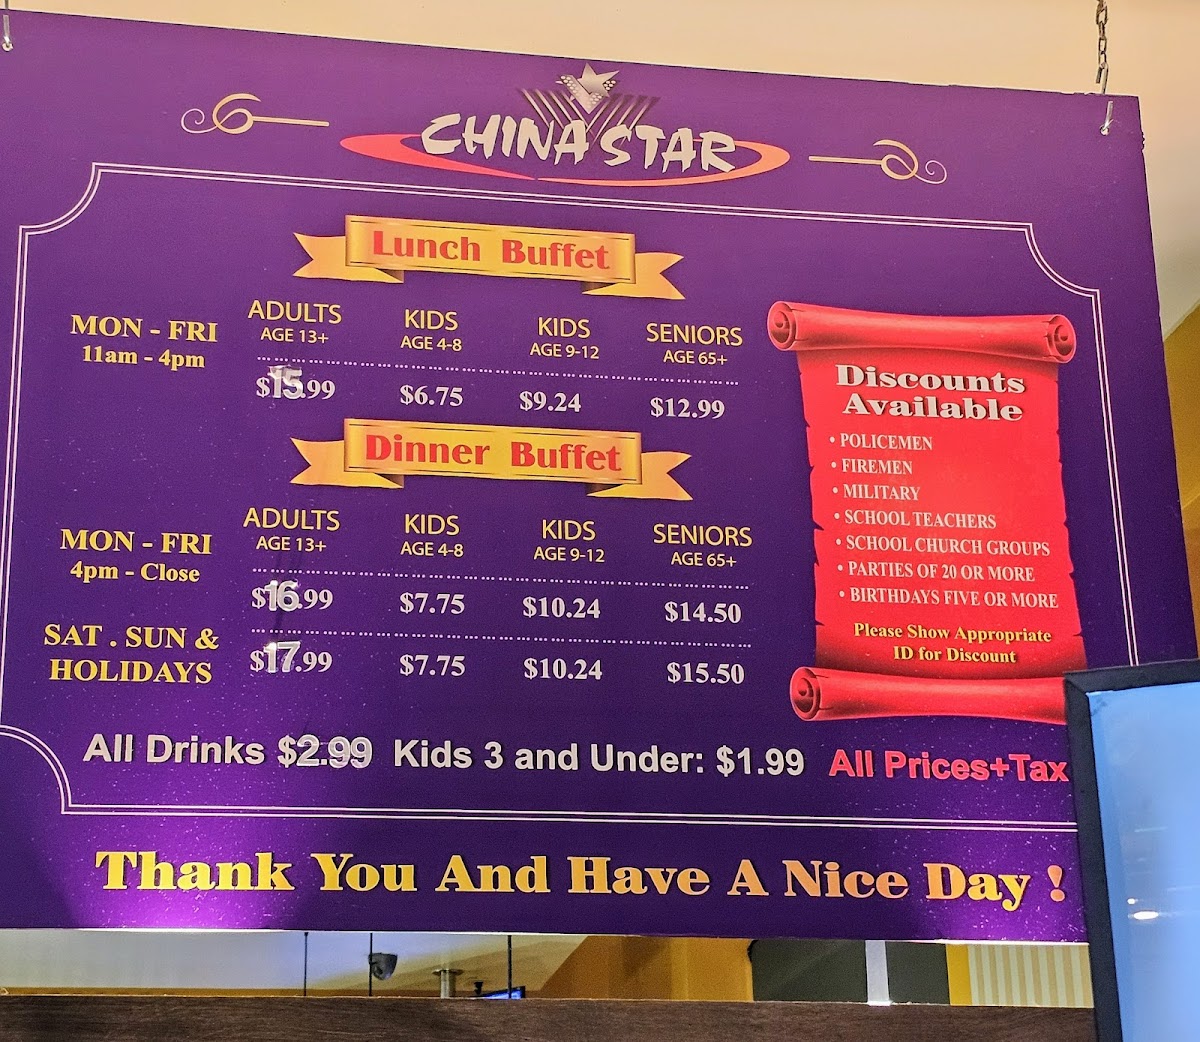 CHINA STAR
Lunch Buffet
MON - FRI
11am - 4pm
ADULTS
AGE 13+
KIDS
AGE 4-8
KIDS
AGE 9-12
SENIORS
AGE 65+
$15.99 $6.75 $9.24 $12.99
Dinner Buffet
MON - FRI
4pm - Close
ADULTS
AGE 13+
KIDS
AGE 4-8
KIDS
AGE 9-12
SENIORS
AGE 65+
$16.99 $7.75 $10.24 $14.50
SAT . SUN &
HOLIDAYS
$17.99 $7.75 $10.24 $15.50
Discounts
Available
• POLICEMEN
• FIREMEN
• MILITARY
• SCHOOL TEACHERS
• SCHOOL CHURCH GROUPS
• PARTIES OF 20 OR MORE
• BIRTHDAYS FIVE OR MORE
Please Show Appropriate
ID for Discount
All Drinks $2.99 Kids 3 and Under: $1.99 All Prices+Tax
Thank You And Have A Nice Day !